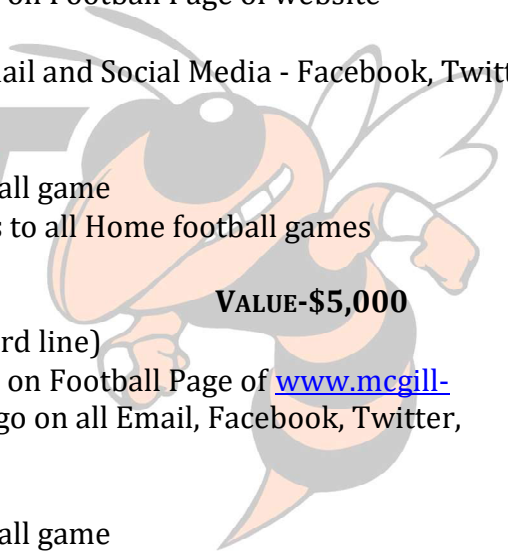 on Football Page of website
ail and Social Media - Facebook, Twitt
all game
s to all Home football games
VALUE-$5,000
rd line)
on Football Page of www.mcgill-
go on all Email, Facebook, Twitter,
all game